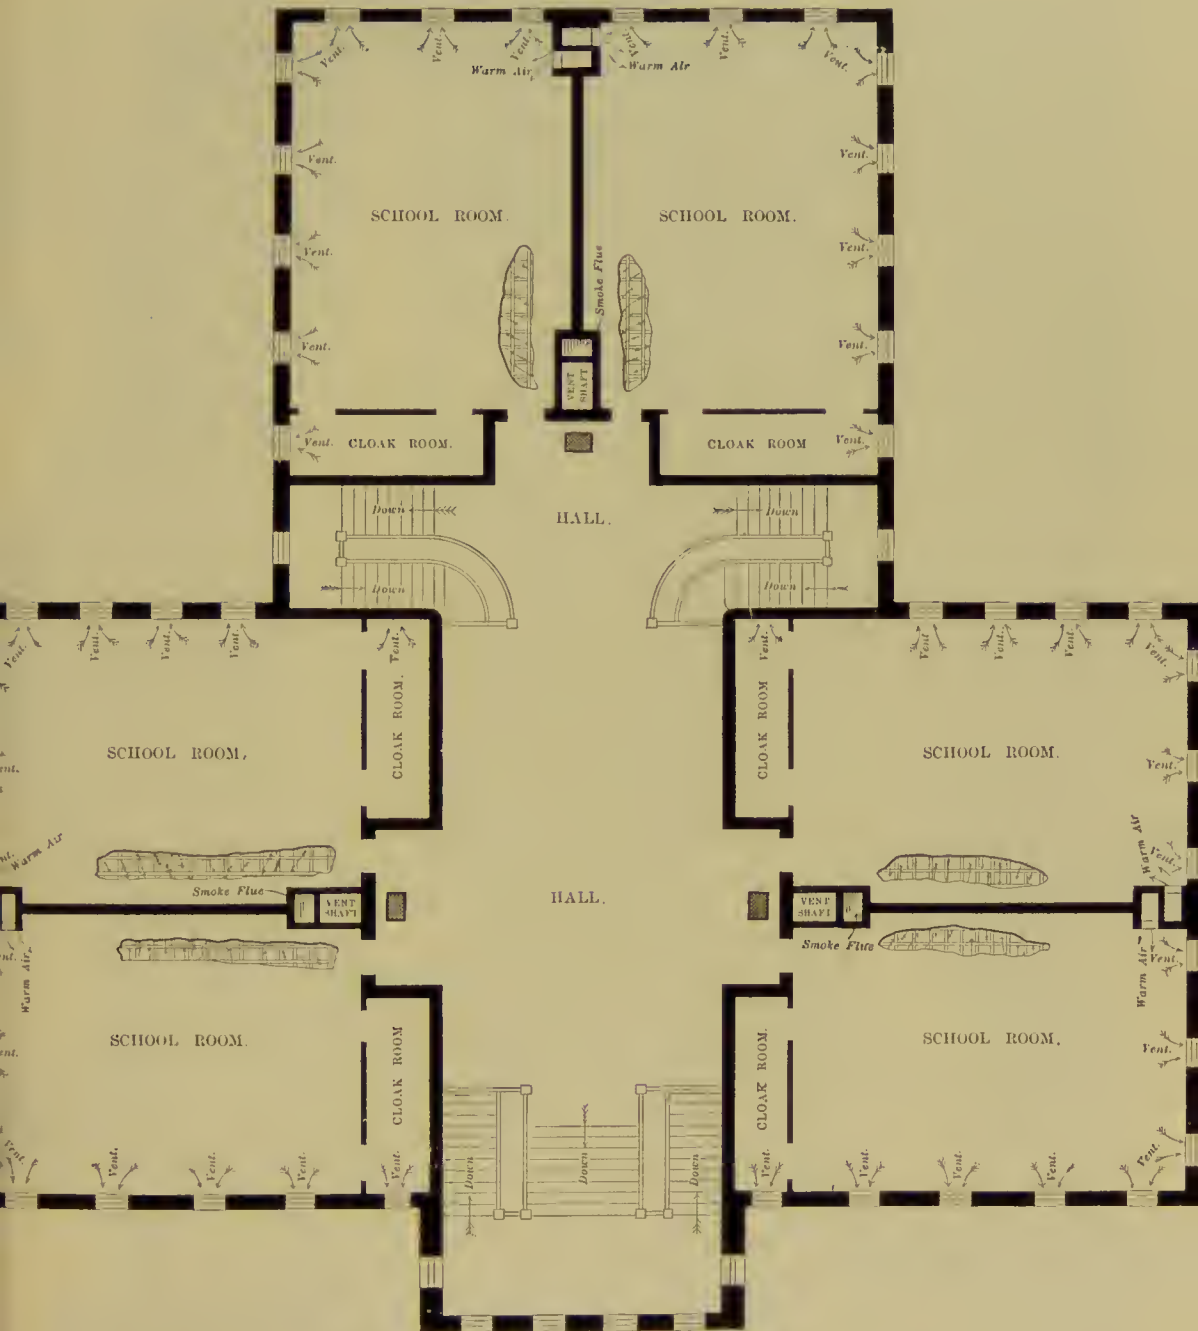 Vent.
Vent.
Vent.
Vent
Vent.
Vent.
Warm Air
Warm Air
Vent.
Vent.
SCHOOL ROOM.
SCHOOL ROOM.
Vent.
Vent.
Smoke Flue
Vent.
Vent.
VENT
SHAFT
Vent.
CLOAK ROOM.
CLOAK ROOM
Vent.
Down
HALL.
Down
Down
Down
Vent.
Vent.
Vent.
Vent.
Vent.
Vent.
Vent
Vent.
Vent.
Vent.
CLOAK ROOM.
CLOAK ROOM
SCHOOL ROOM.
SCHOOL ROOM.
Vent.
Warm Air
Warm Air
Vent.
Smoke Flue
VENT
SHAFT
HALL.
VENT
SHAFT
Smoke Flue
Warm Air
Warm Air
Vent.
SCHOOL ROOM.
CLOAK ROOM
CLOAK ROOM.
SCHOOL ROOM.
Vent.
Vent.
Vent.
Vent.
Vent.
Vent.
Down
Down
Down
Vent.
Vent.
Vent.
Vent.
Vent.